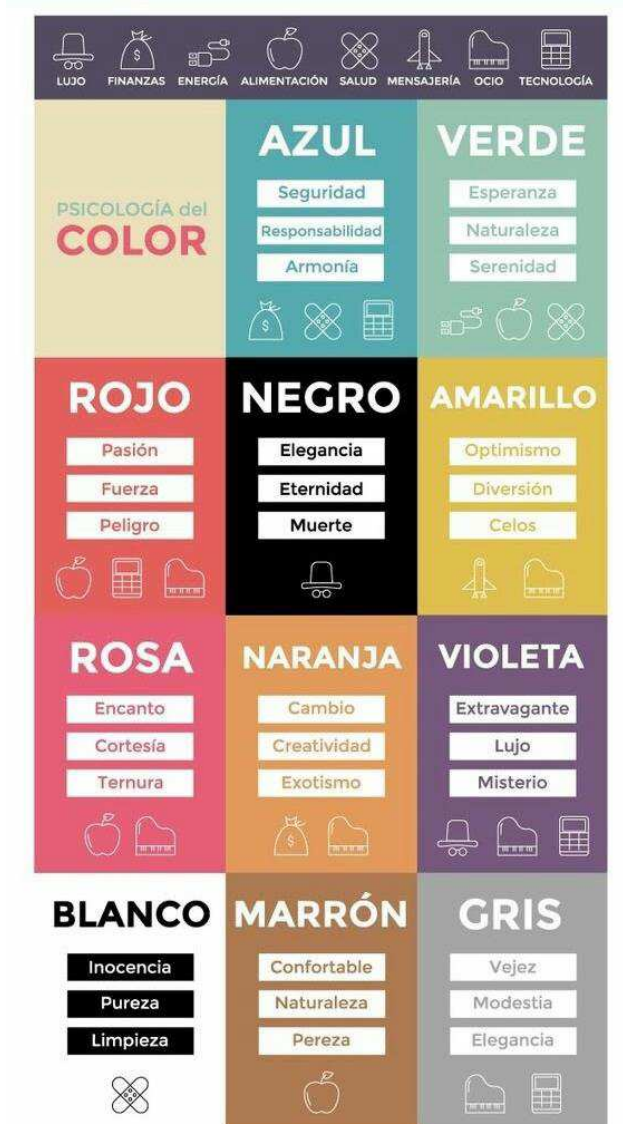 LUJO
FINANZAS
ENERGÍA
ALIMENTACIÓN
SALUD
MENSAJERÍA
OCIO
TECNOLOGÍA
PSICOLOGÍA del
COLOR
AZUL
Seguridad
Responsabilidad
Armonía
$
VERDE
Esperanza
Naturaleza
Serenidad
ROJO
Pasión
Fuerza
Peligro
NEGRO
Elegancia
Eternidad
Muerte
AMARILLO
Optimismo
Diversión
Celos
ROSA
Encanto
Cortesía
Ternura
NARANJA
Cambio
Creatividad
Exotismo
$
VIOLETA
Extravagante
Lujo
Misterio
BLANCO
Inocencia
Pureza
Limpieza
MARRÓN
Confortable
Naturaleza
Pereza
GRIS
Vejez
Modestia
Elegancia